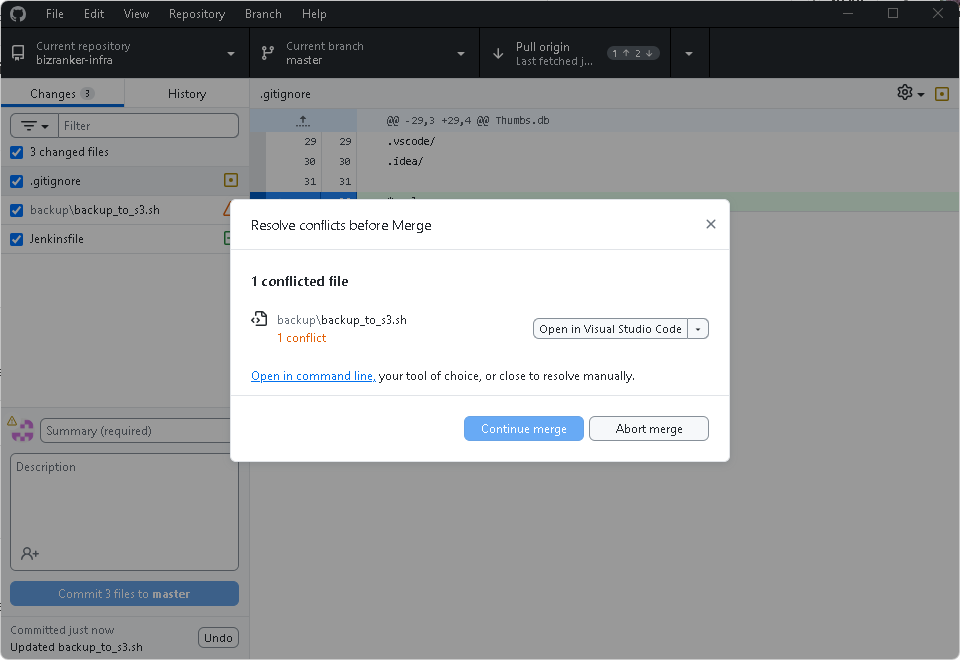 File Edit View Repository Branch Help
Current repository
bizranker-infra
Current branch
master
Pull origin
Last fetched j...
1 ↑ 2 ↓
Changes 3
History
.gitignore
Filter
3 changed files
.gitignore
backup\backup_to_s3.sh
Jenkinsfile
@@ -29,3 +29,4 @@ Thumbs.db
29 29 .vscode/
30 30 .idea/
31 31
Resolve conflicts before Merge
1 conflicted file
backup\backup_to_s3.sh
1 conflict
Open in Visual Studio Code
Open in command line, your tool of choice, or close to resolve manually.
Continue merge
Abort merge
Summary (required)
Description
Commit 3 files to master
Committed just now
Updated backup_to_s3.sh
Undo